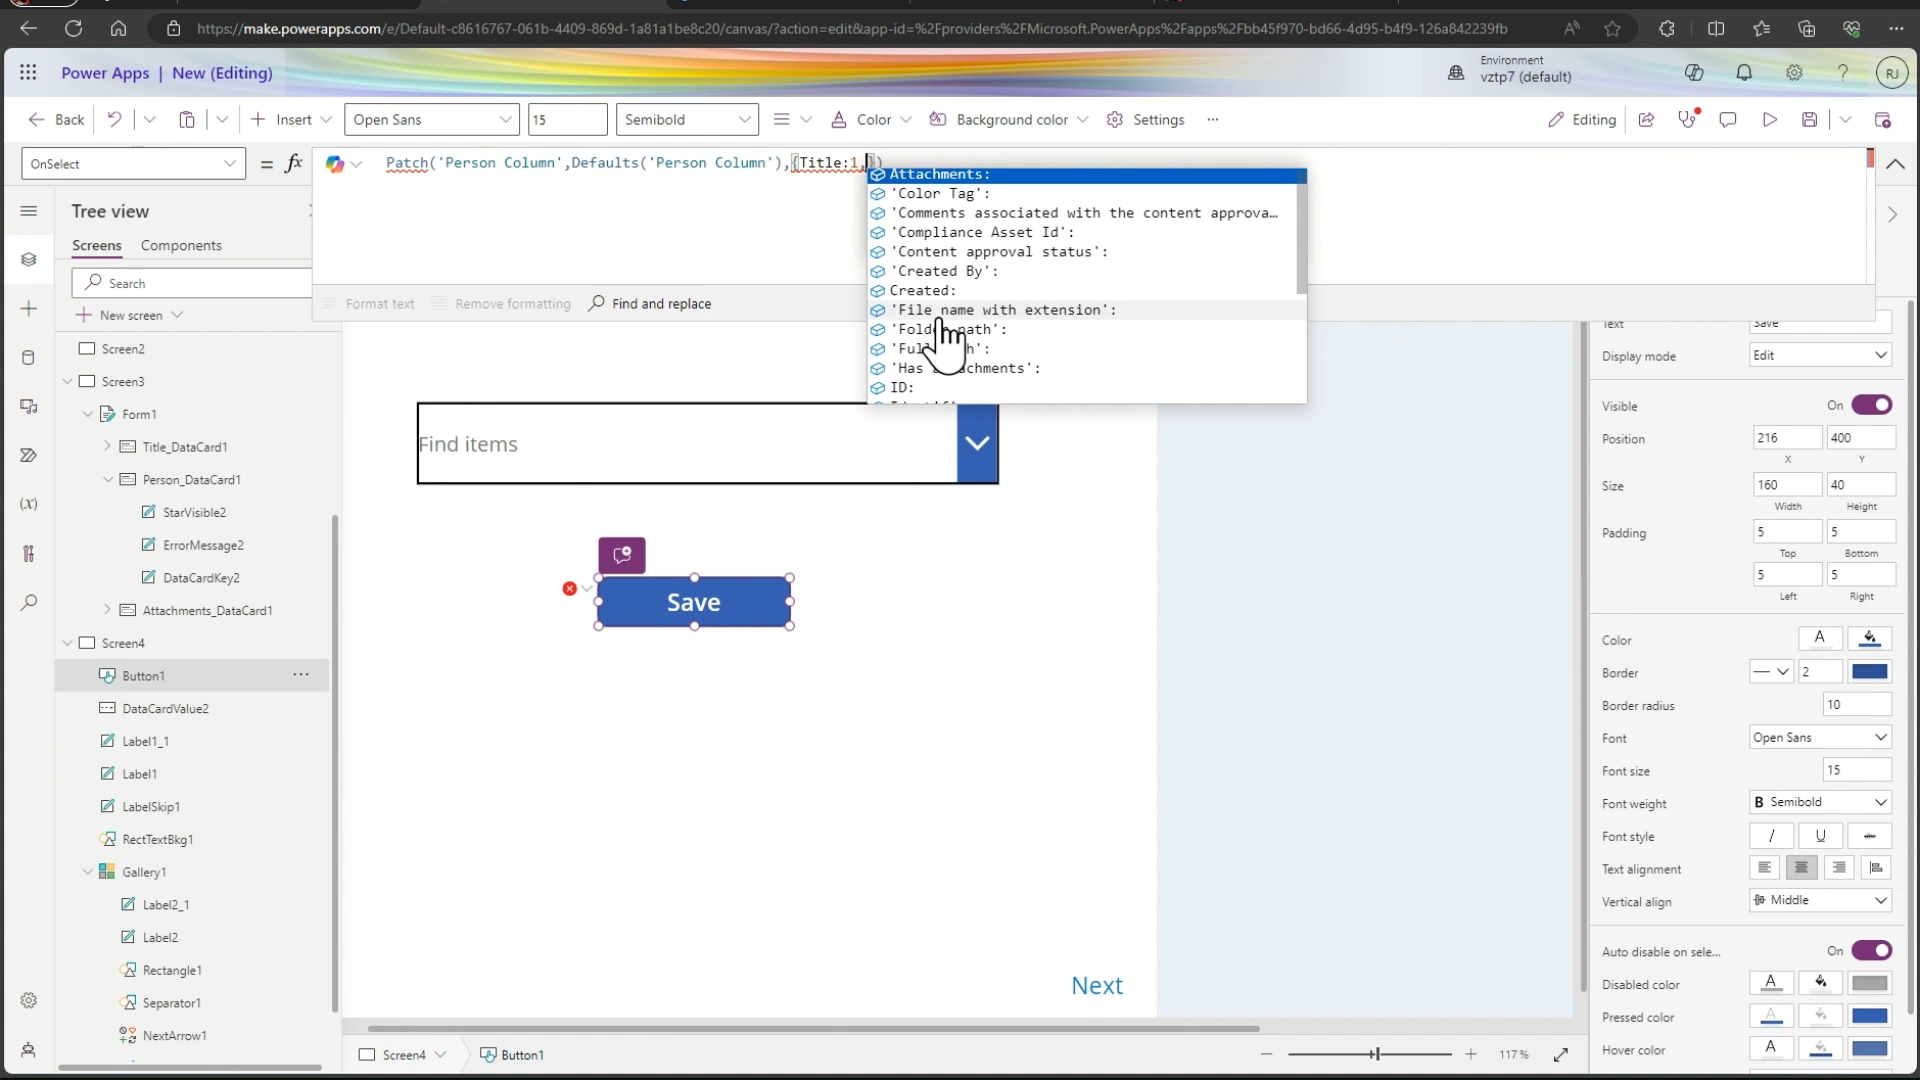 https://make.powerapps.com/e/Default-c8616767-061b-4409-869d-1a81a1be8c20/canvas/?action=edit&app-id=%2Fproviders%2FMicrosoft.PowerApps%2Fapps%2Fbb45f970-bd66-4d95-b4f9-126a842239fb
Power Apps | New (Editing)
Environment
vztp7 (default)
RJ
Back
Insert
Open Sans
15
Semibold
Color
Background color
Settings
Editing
OnSelect
= fx
Patch('Person Column',Defaults('Person Column'),{Title:1,})
Attachments:
'Color Tag':
'Comments associated with the content approva...
'Compliance Asset Id':
'Content approval status':
'Created By':
Created:
'File name with extension':
'Folder path':
'Full path':
'Has attachments':
ID:
Format text
Remove formatting
Find and replace
Tree view
Screens
Components
Search
New screen
Screen2
Screen3
Form1
Title_DataCard1
Person_DataCard1
StarVisible2
ErrorMessage2
DataCardKey2
Attachments_DataCard1
Screen4
Button1
DataCardValue2
Label1_1
Label1
LabelSkip1
RectTextBkg1
Gallery1
Label2_1
Label2
Rectangle1
Separator1
NextArrow1
Find items
Save
Next
Screen4
Button1
117 %
Text
Save
Display mode
Edit
Visible
On
Position
216
400
X
Y
Size
160
40
Width
Height
Padding
5
5
Top
Bottom
5
5
Left
Right
Color
A
Border
2
Border radius
10
Font
Open Sans
Font size
15
Font weight
B Semibold
Font style
/
U
abc
Text alignment
Vertical align
Middle
Auto disable on sele...
On
Disabled color
A
Pressed color
A
Hover color
A